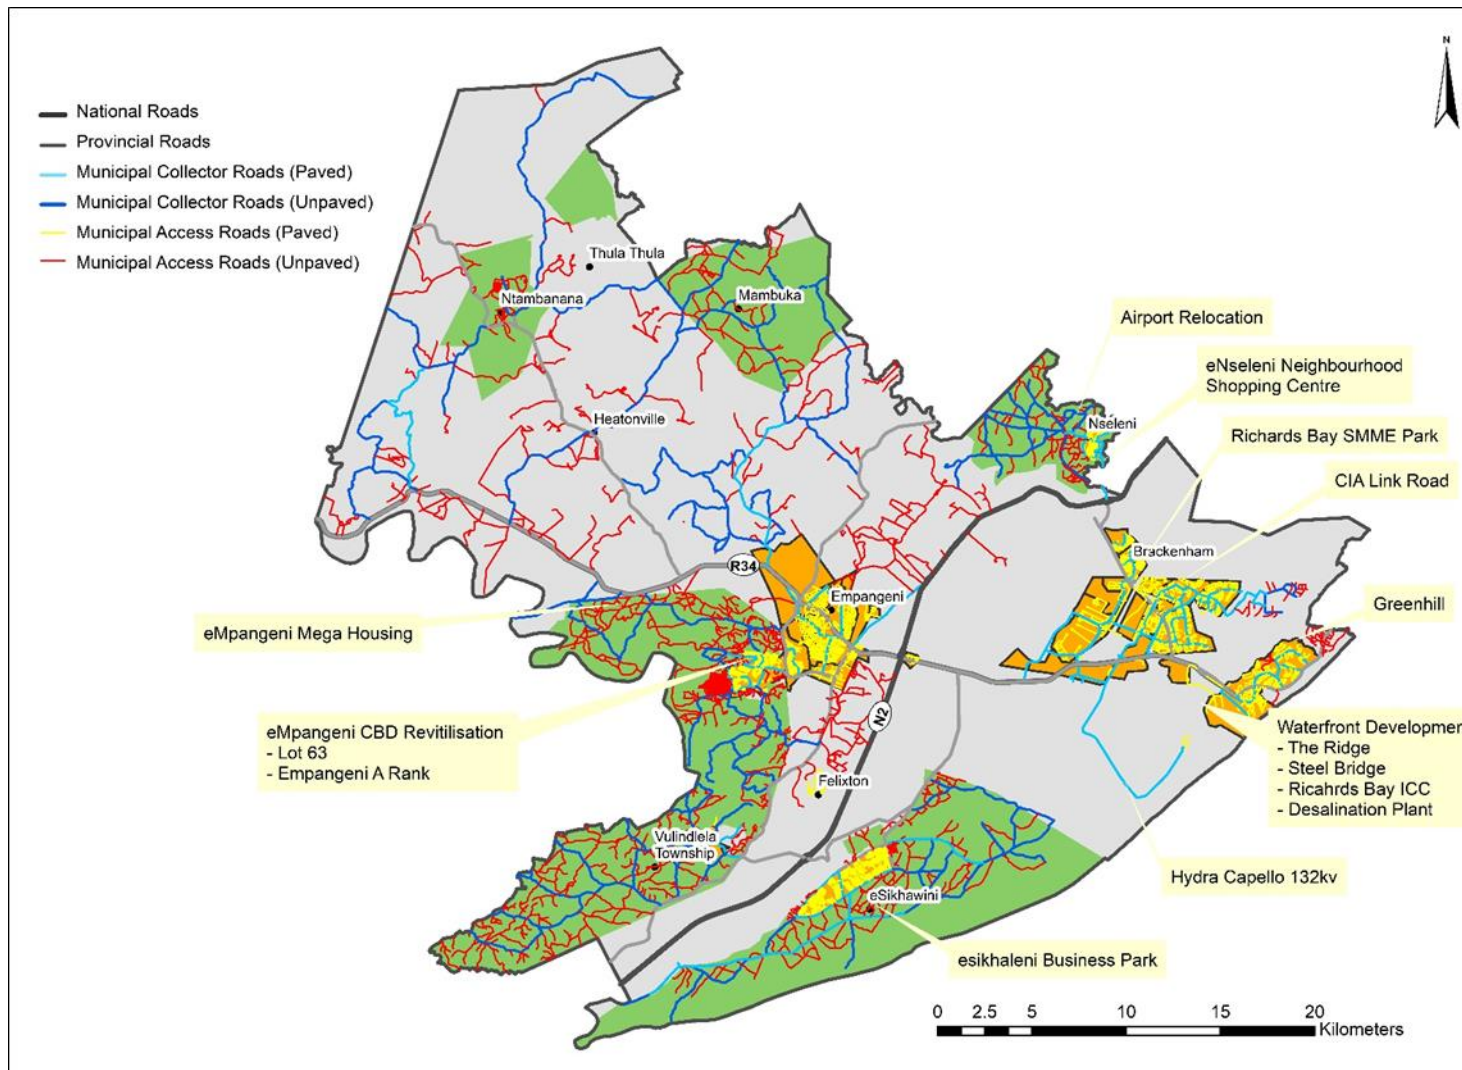 N
National Roads
Provincial Roads
Municipal Collector Roads (Paved)
Municipal Collector Roads (Unpaved)
Municipal Access Roads (Paved)
Municipal Access Roads (Unpaved)
Thula Thula
Ntambanana
Mambuka
Airport Relocation
eNseleni Neighbourhood
Shopping Centre
Heatonville
Nseleni
Richards Bay SMME Park
CIA Link Road
Brackenham
R34
Empangeni
Greenhill
eMpangeni Mega Housing
N2
eMpangeni CBD Revitilisation
- Lot 63
- Empangeni A Rank
Waterfront Developmen
- The Ridge
- Steel Bridge
- Ricahrds Bay ICC
- Desalination Plant
Felixton
Vulindlela
Township
Hydra Capello 132kv
eSikhawini
esikhaleni Business Park
0 2.5 5 10 15 20
Kilometers